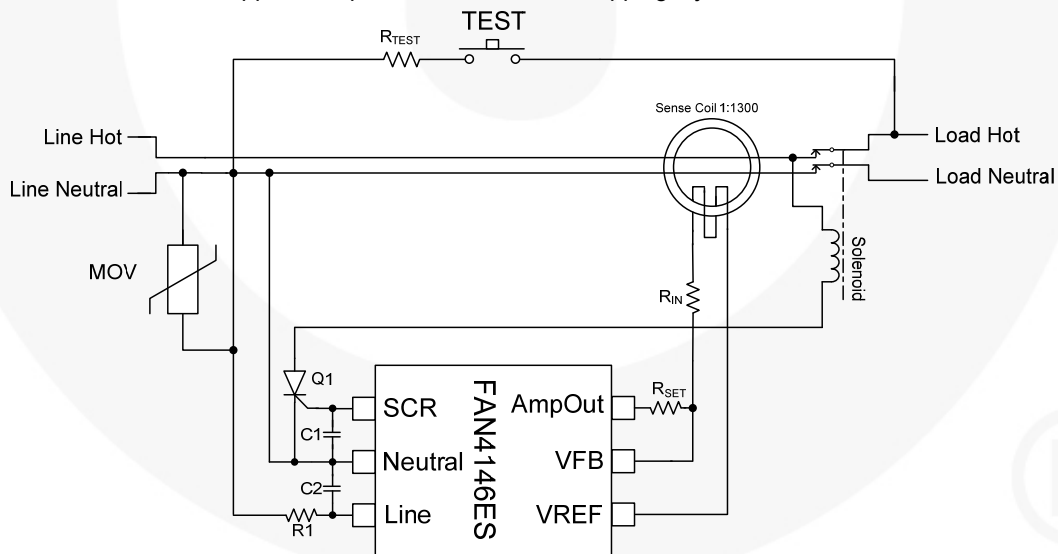 TEST
RTEST
Sense Coil 1:1300
Line Hot
Load Hot
Line Neutral
Load Neutral
MOV
Solenoid
RIN
Q1
FAN4146ES
SCR
AmpOut
RSET
C1
Neutral
VFB
C2
Line
VREF
R1